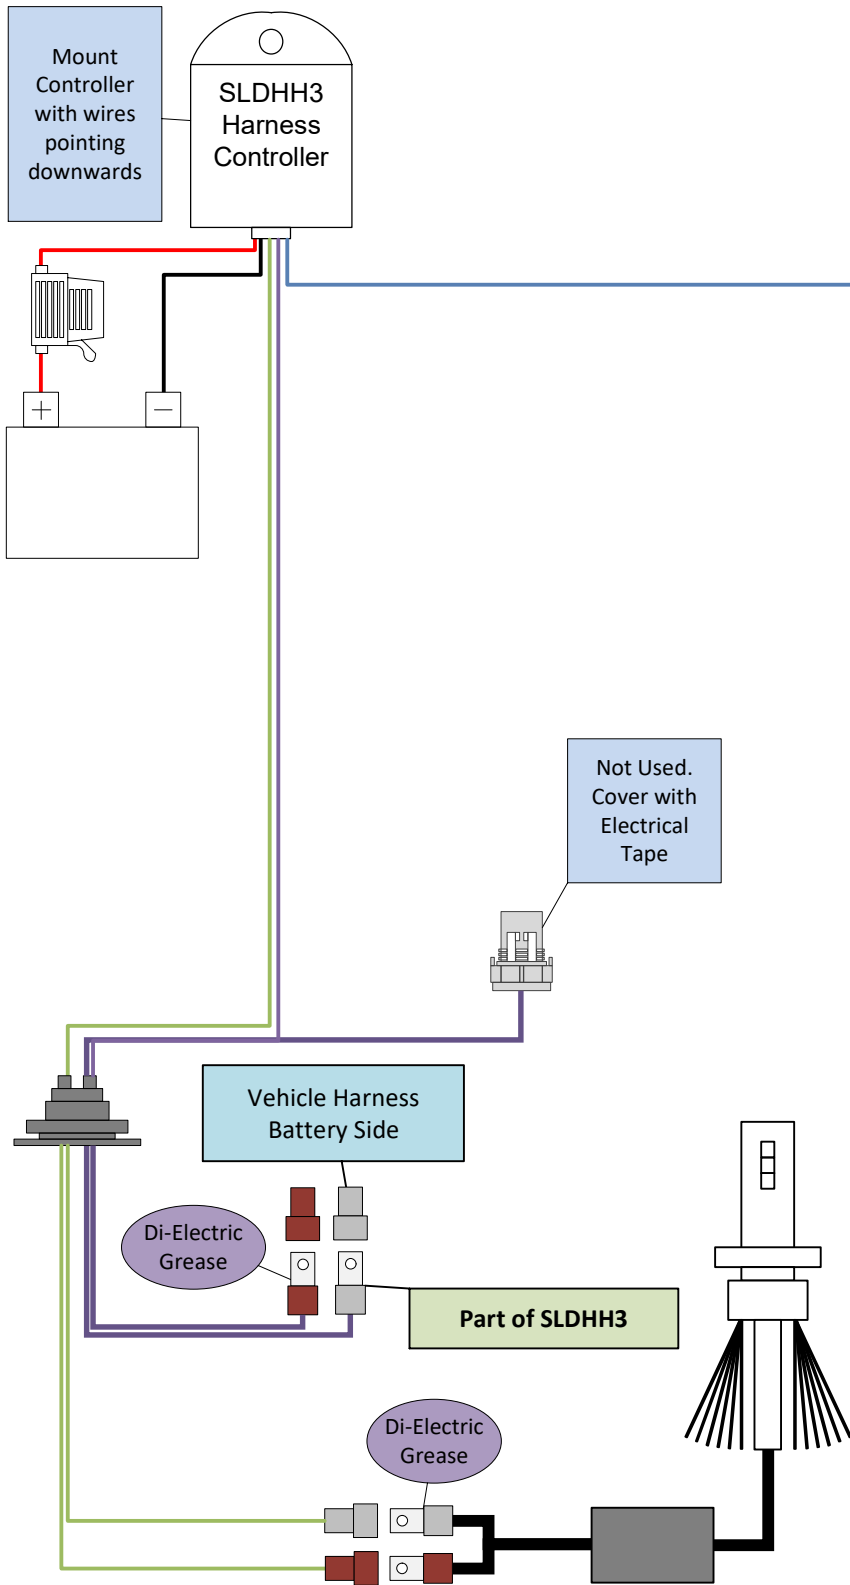 Mount
Controller
with wires
pointing
downwards
SLDHH3
Harness
Controller
+
−
Not Used.
Cover with
Electrical
Tape
Vehicle Harness
Battery Side
Di-Electric
Grease
Part of SLDHH3
Di-Electric
Grease